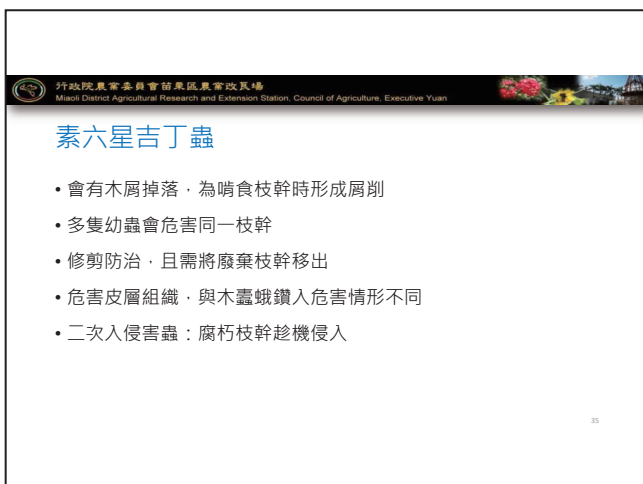 行政院農業委員會苗栗區農業改良場
Miaoli District Agricultural Research and Extension Station, Council of Agriculture, Executive Yuan
素六星吉丁蟲
• 會有木屑掉落，為啃食枝幹時形成屑削
• 多隻幼蟲會危害同一枝幹
• 修剪防治，且需將廢棄枝幹移出
• 危害皮層組織，與木蠹蛾鑽入危害情形不同
• 二次入侵害蟲：腐朽枝幹趁機侵入
35